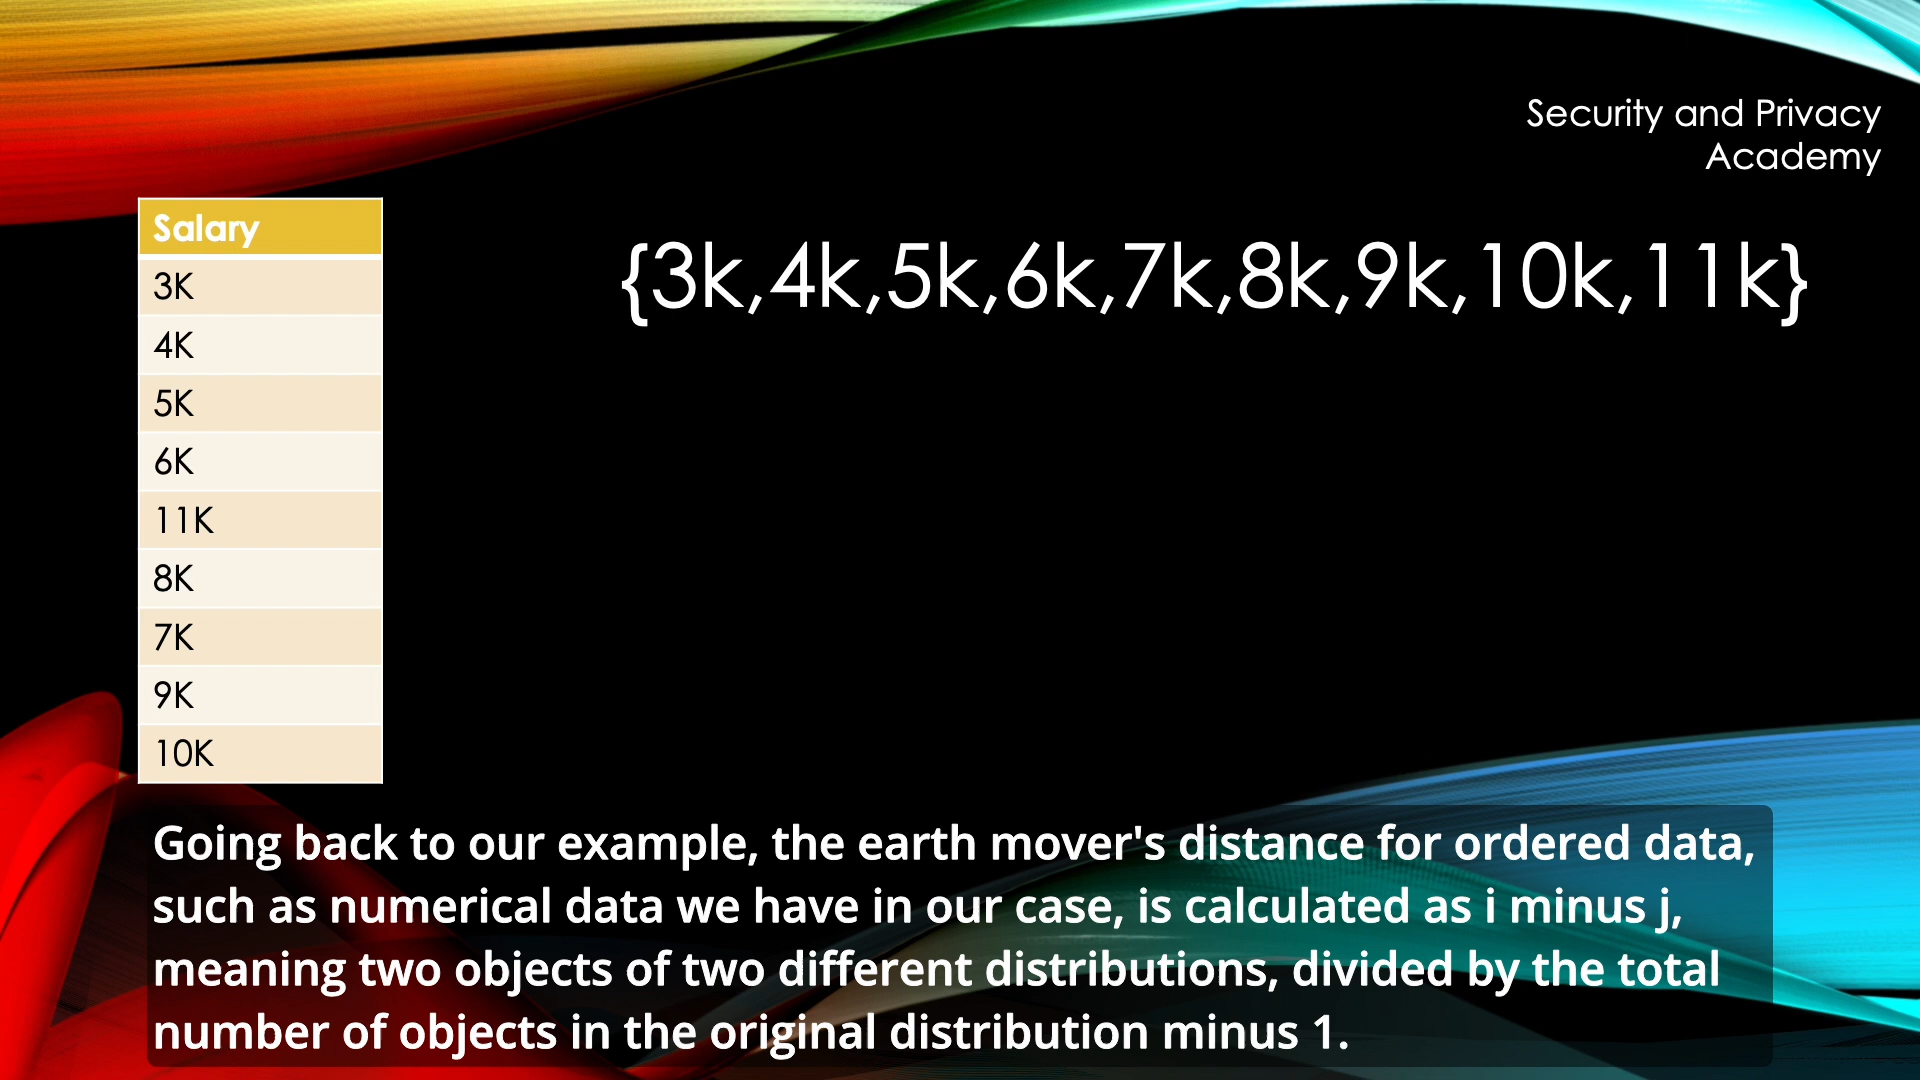 Security and Privacy
Academy
Salary
3K
4K
5K
6K
11K
8K
7K
9K
10K
{3k,4k,5k,6k,7k,8k,9k,10k,11k}
Going back to our example, the earth mover's distance for ordered data,
such as numerical data we have in our case, is calculated as i minus j,
meaning two objects of two different distributions, divided by the total
number of objects in the original distribution minus 1.